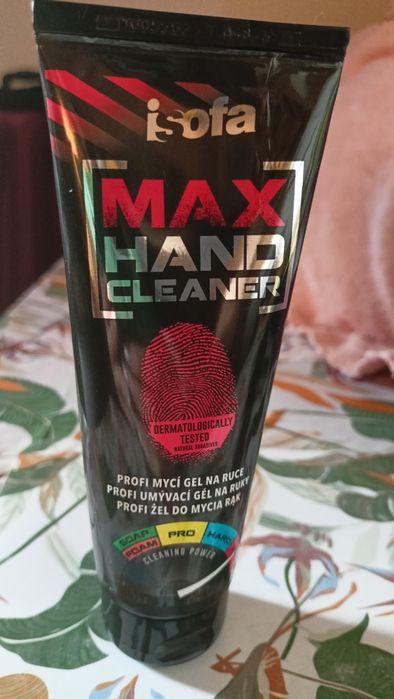 isofa
MAX
HAND
CLEANER
DERMATOLOGICALLY
TESTED
NATURAL ABRASIVES
PROFI MYCÍ GEL NA RUCE
PROFI UMÝVACÍ GÉL NA RUKY
PROFI ŻEL DO MYCIA RĄK
SOAP
FOAM
PRO
HARD
CLEANING POWER